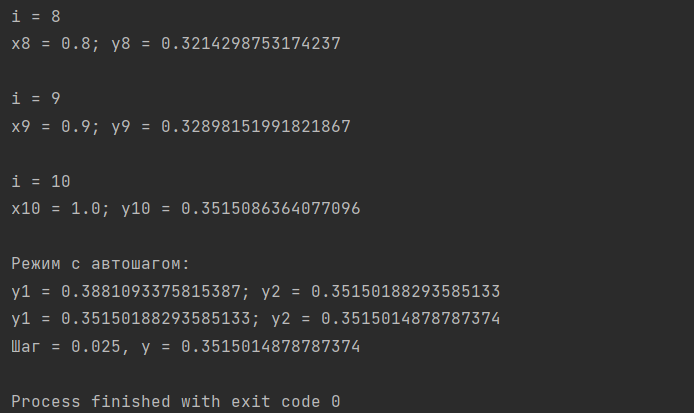 i = 8
x8 = 0.8; y8 = 0.3214298753174237
i = 9
x9 = 0.9; y9 = 0.32898151991821867
i = 10
x10 = 1.0; y10 = 0.3515086364077096
Режим с автошагом:
y1 = 0.3881093375815387; y2 = 0.35150188293585133
y1 = 0.35150188293585133; y2 = 0.3515014878787374
Шаг = 0.025, y = 0.3515014878787374
Process finished with exit code 0